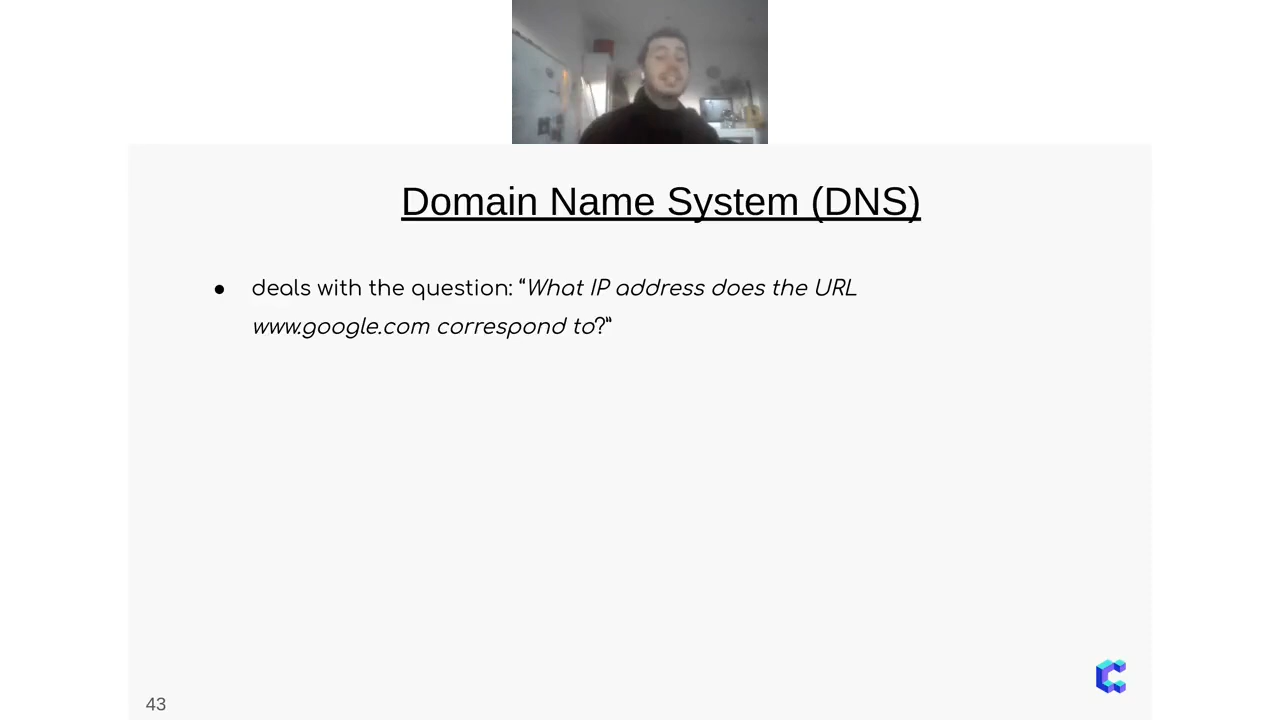 Domain Name System (DNS)
● deals with the question: “What IP address does the URL
www.google.com correspond to?”
43